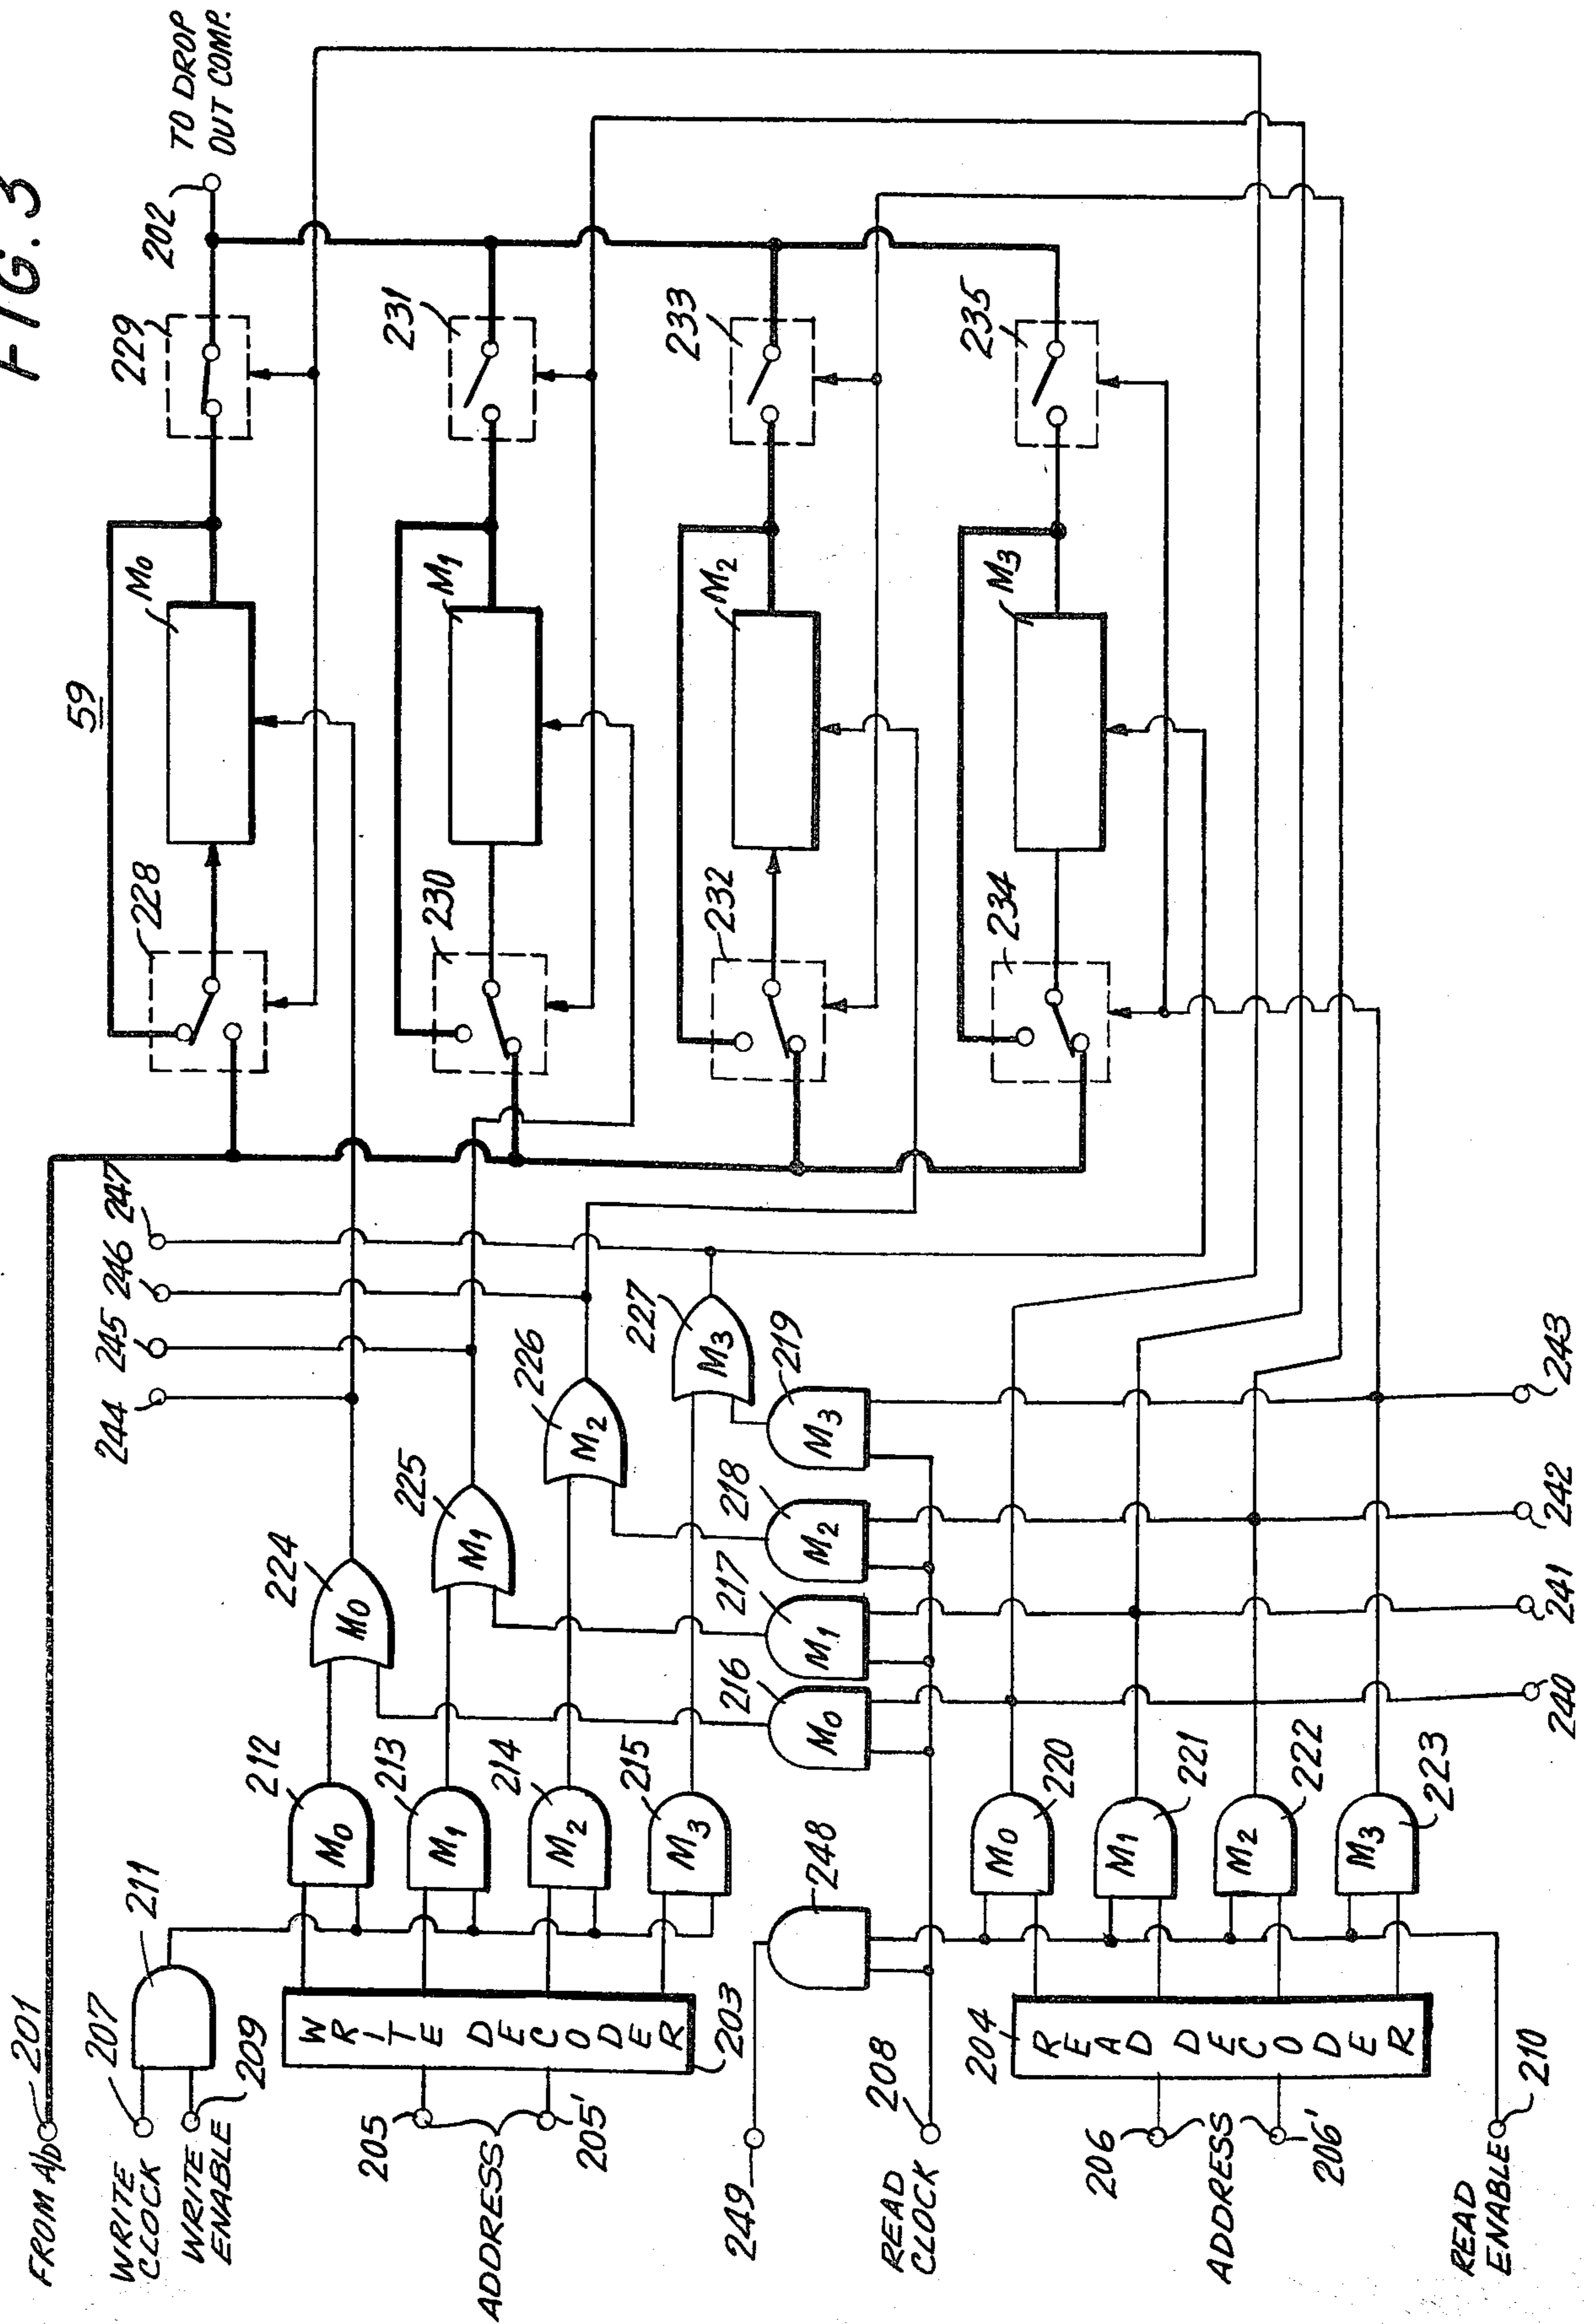 FIG. 3
FROM A/D
201
WRITE
CLOCK
207
WRITE
ENABLE
209
211
205
ADDRESS
205'
WRITE DECODER
203
212
M0
213
M1
214
M2
215
M3
224
M0
225
M1
226
M2
227
M3
244
245
246
247
249
248
READ
CLOCK
208
216
M0
217
M1
218
M2
219
M3
206
ADDRESS
206'
204
READ DECODER
READ
ENABLE
210
M0
220
M1
221
M2
222
M3
223
240
241
242
243
59
228
M0
229
202
TO DROP
OUT COMP.
230
M1
231
232
M2
233
234
M3
235